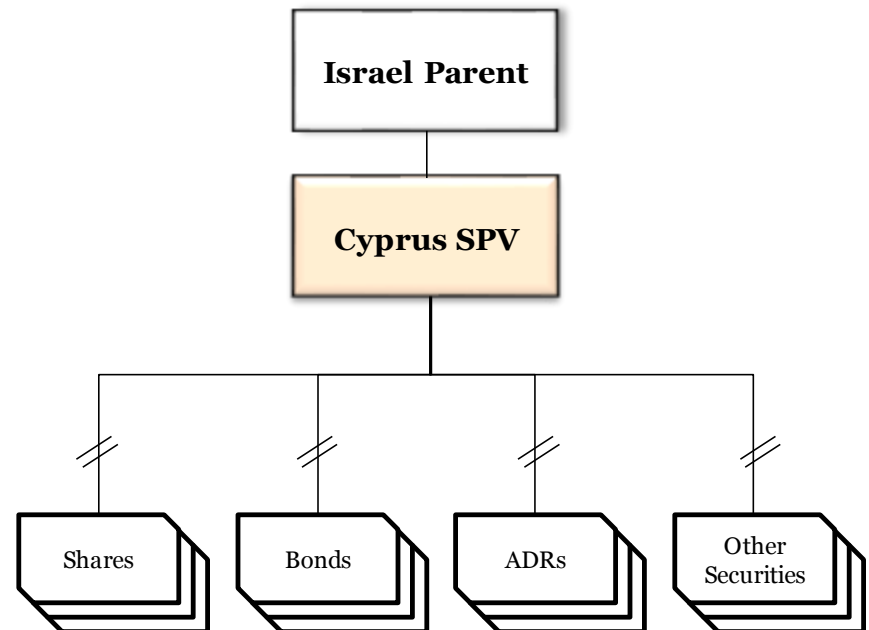 Israel Parent
Cyprus SPV
Shares
Bonds
ADRs
Other
Securities